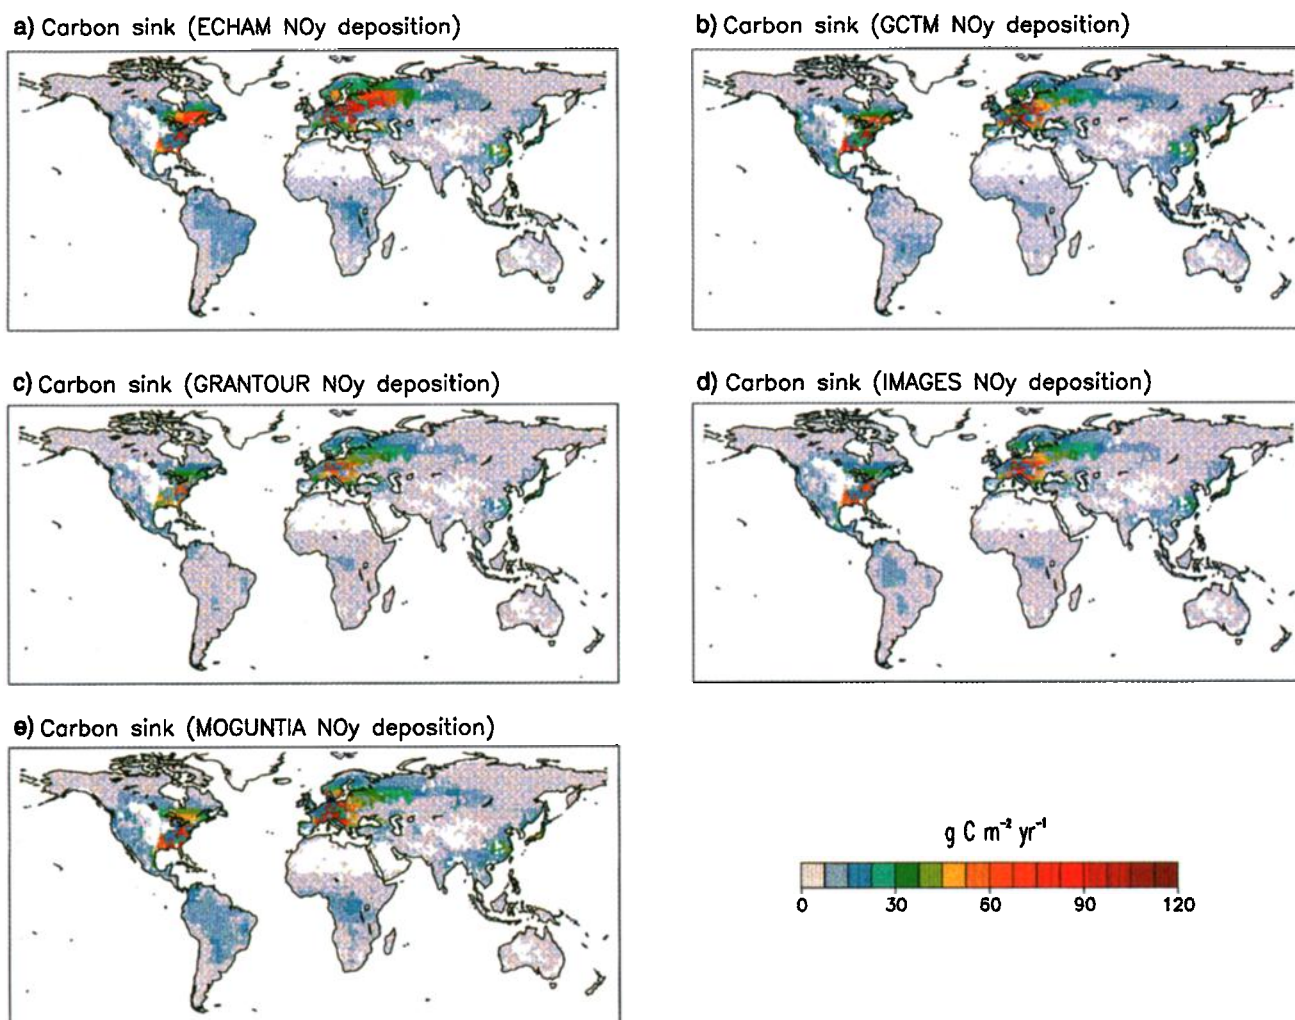 a) Carbon sink (ECHAM NOy deposition)
b) Carbon sink (GCTM NOy deposition)
c) Carbon sink (GRANTOUR NOy deposition)
d) Carbon sink (IMAGES NOy deposition)
e) Carbon sink (MOGUNTIA NOy deposition)
g C m⁻² yr⁻¹
0 30 60 90 120